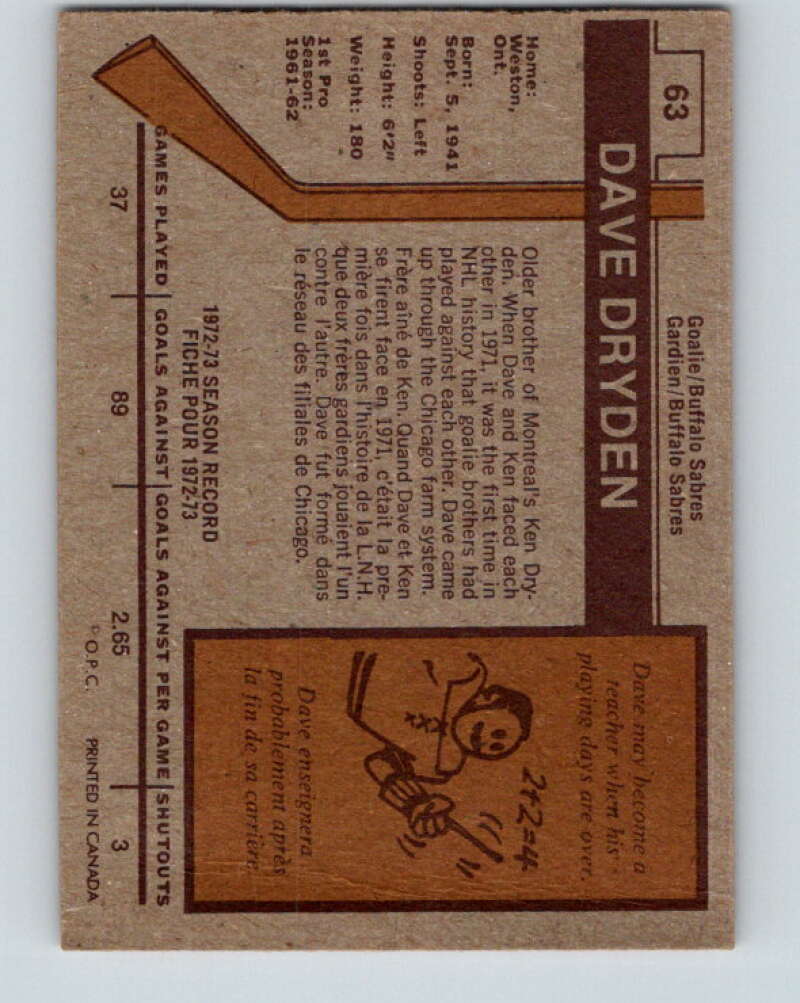 63
Goalie/Buffalo Sabres
Gardien/Buffalo Sabres
DAVE DRYDEN
Home:
Weston,
Ont.
Born:
Sept. 5, 1941
Shoots: Left
Height: 6'2"
Weight: 180
1st Pro
Season:
1961-62
Older brother of Montreal's Ken Dry-
den. When Dave and Ken faced each
other in 1971, it was the first time in
NHL history that goalie brothers had
played against each other. Dave came
up through the Chicago farm system.
Frère aîné de Ken. Quand Dave et Ken
se firent face en 1971, c'était la pre-
mière fois dans l'histoire de la L.N.H.
que deux frères gardiens jouaient l'un
contre l'autre. Dave fut formé dans
le réseau des filiales de Chicago.
Dave may become a
teacher when his
playing days are over.
2+2=4
Dave enseignera
probablement après
la fin de sa carrière.
1972-73 SEASON RECORD
FICHE POUR 1972-73
GAMES PLAYED GOALS AGAINST GOALS AGAINST PER GAME SHUTOUTS
37 89 2.65 3
© O.P.C. PRINTED IN CANADA